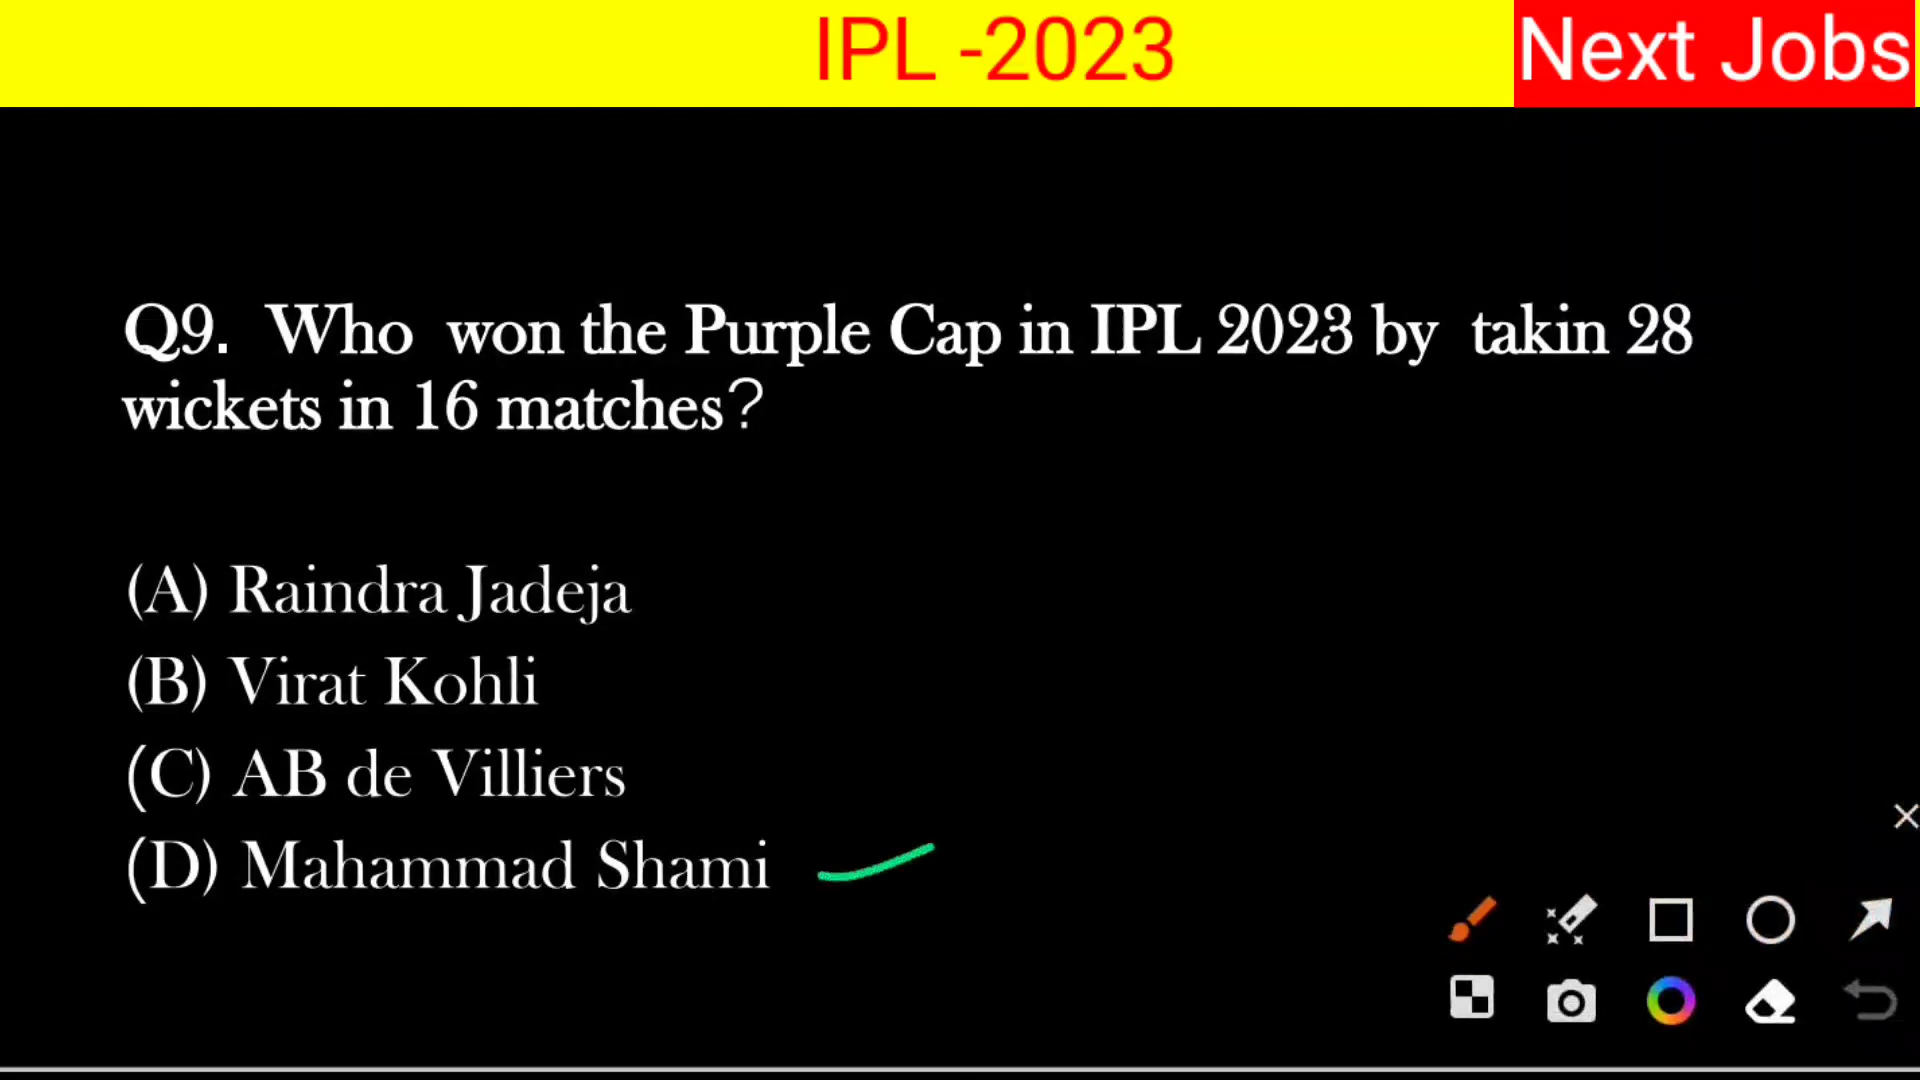 IPL -2023
Next Jobs
Q9. Who won the Purple Cap in IPL 2023 by takin 28
wickets in 16 matches?
(A) Raindra Jadeja
(B) Virat Kohli
(C) AB de Villiers
(D) Mahammad Shami